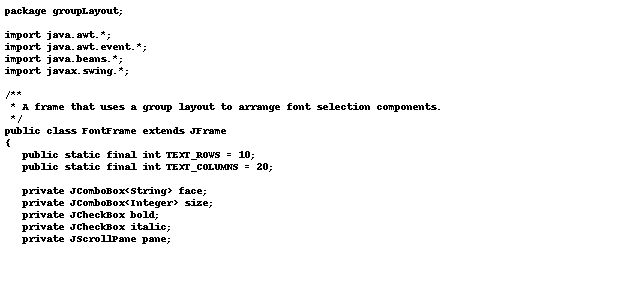 package groupLayout;

import java.awt.*;
import java.awt.event.*;
import java.beans.*;
import javax.swing.*;

/**
 * A frame that uses a group layout to arrange font selection components.
 */
public class FontFrame extends JFrame
{
   public static final int TEXT_ROWS = 10;
   public static final int TEXT_COLUMNS = 20;

   private JComboBox<String> face;
   private JComboBox<Integer> size;
   private JCheckBox bold;
   private JCheckBox italic;
   private JScrollPane pane;